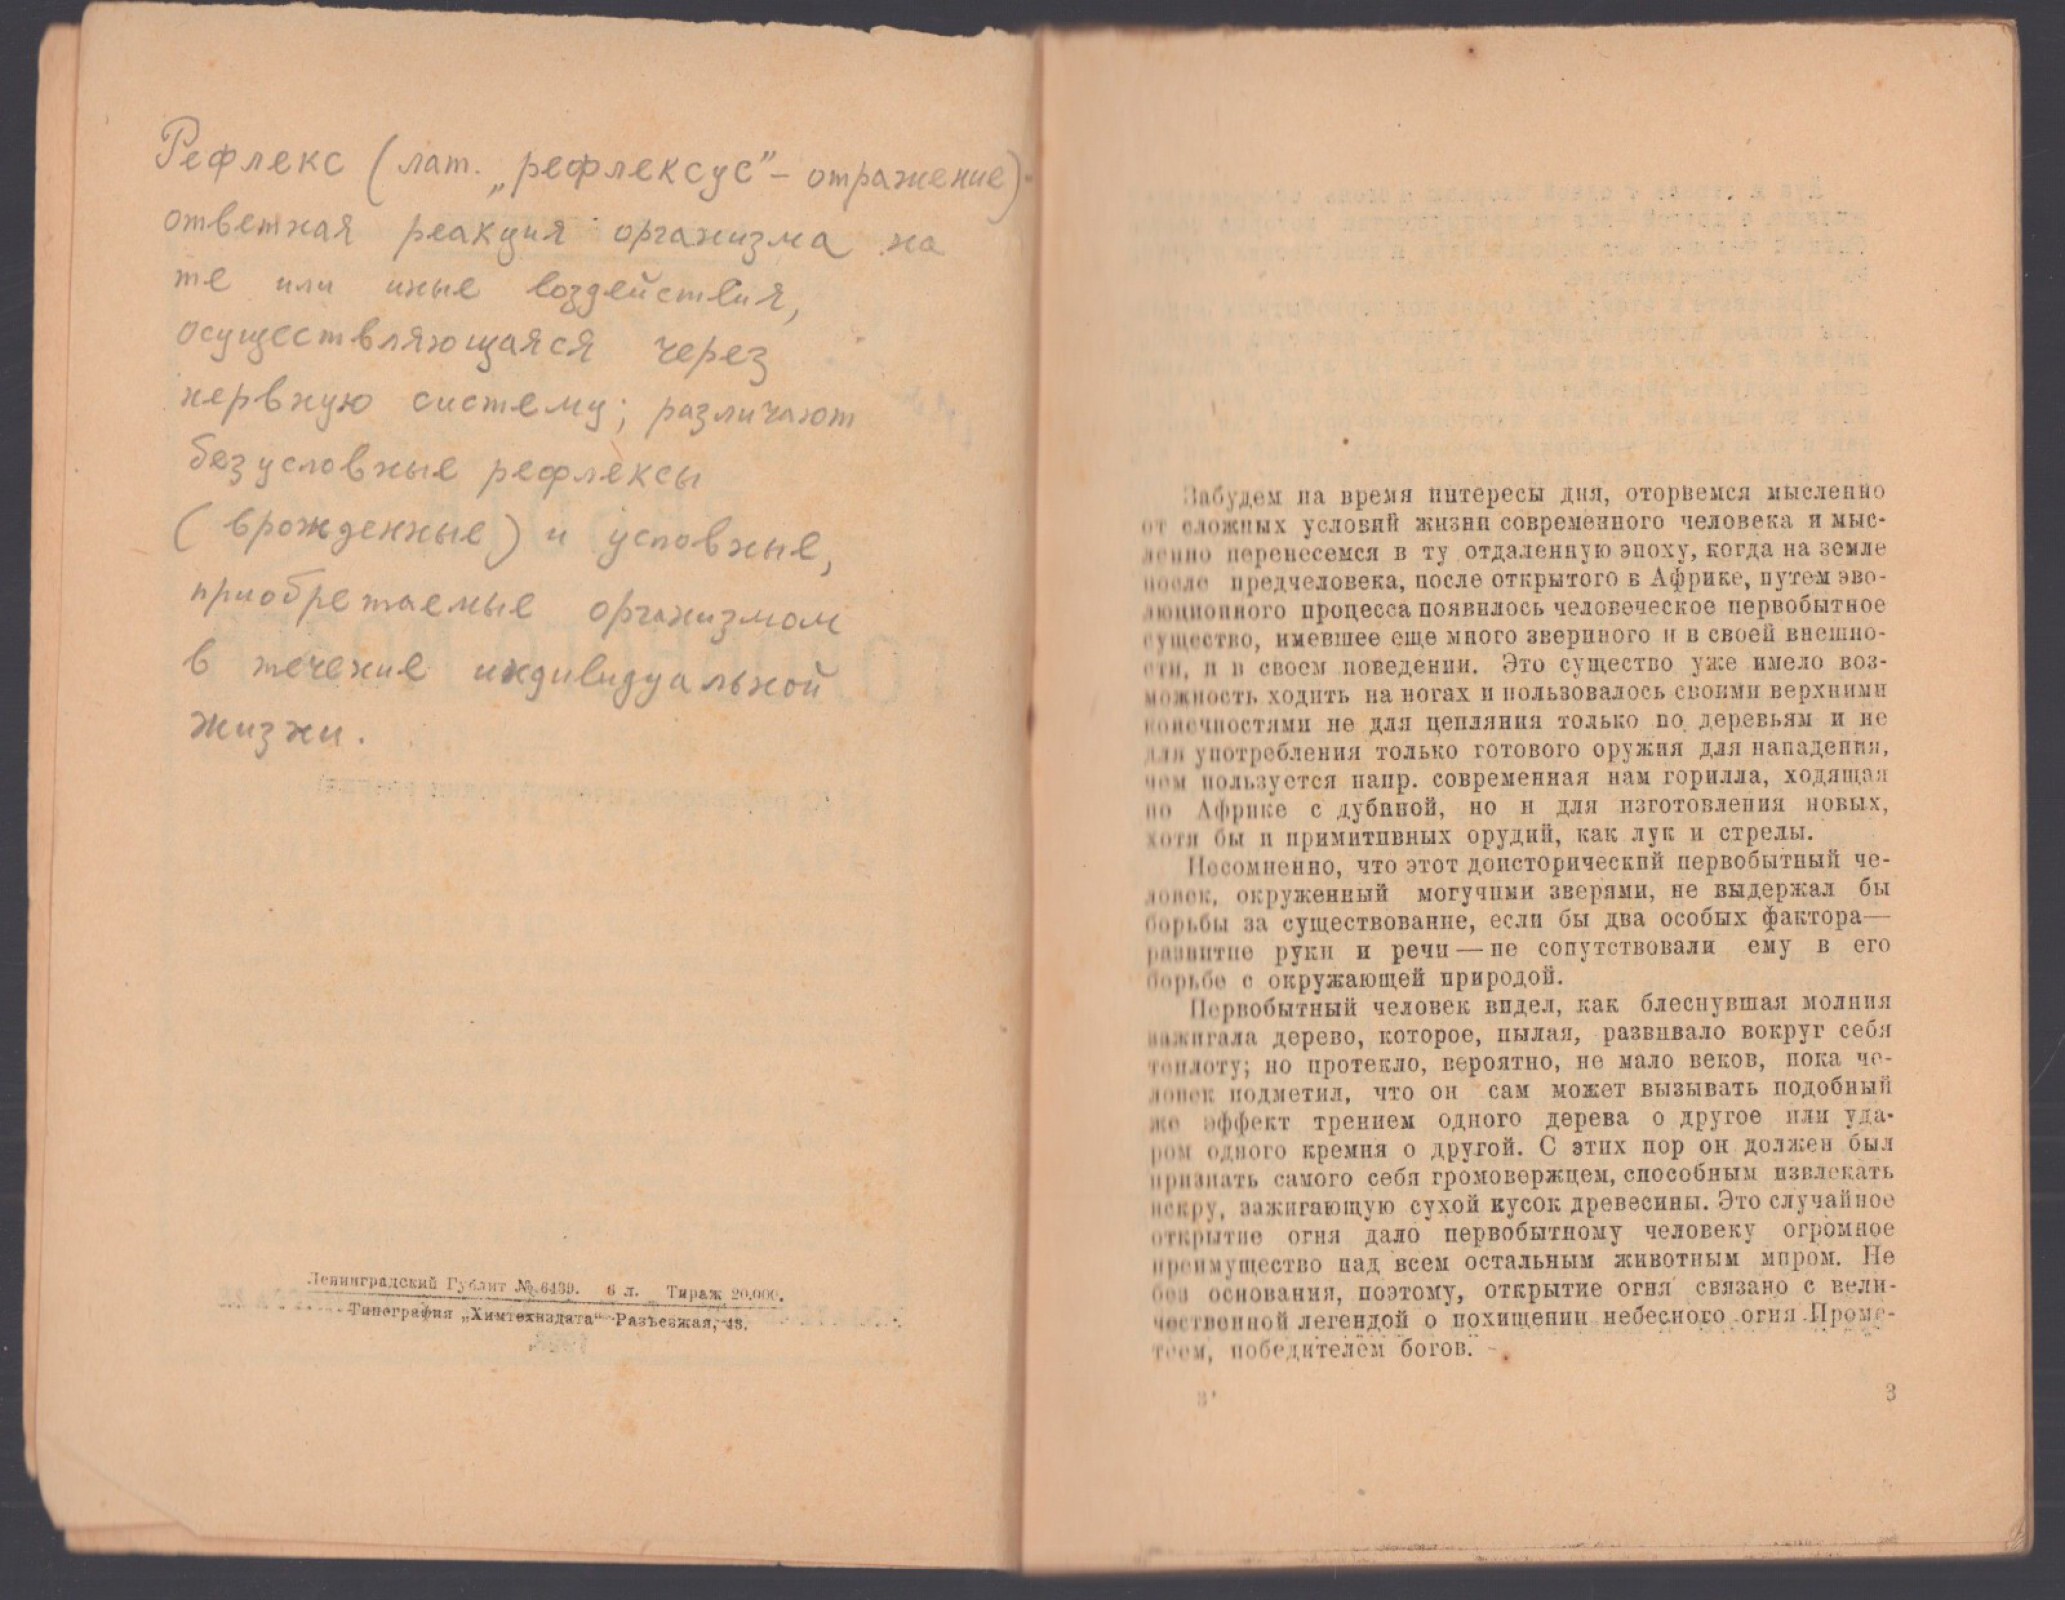 Рефлекс (лат. „рефлексус" – отражение) -
ответная реакция организма на
те или иные воздействия,
осуществляющаяся через
нервную систему; различают
безусловные рефлексы
(врожденные) и условные,
приобретаемые организмом
в течение индивидуальной
жизни.
Ленинградский Гублит № 6439. 6 л. Тираж 20.000.
Типография „Химтехиздата" Разъезжая, 43.
Забудем на время интересы дня, оторвемся мысленно
от сложных условий жизни современного человека и мыс-
ленно перенесемся в ту отдаленную эпоху, когда на земле
после предчеловека, после открытого в Африке, путем эво-
люционного процесса появилось человеческое первобытное
существо, имевшее еще много звериного и в своей внешно-
сти, и в своем поведении. Это существо уже имело воз-
можность ходить на ногах и пользовалось своими верхними
конечностями не для цепляния только по деревьям и не
для употребления только готового оружия для нападения,
чем пользуется напр. современная нам горилла, ходящая
по Африке с дубиной, но и для изготовления новых,
хотя бы и примитивных орудий, как лук и стрелы.
Несомненно, что этот доисторический первобытный че-
ловек, окруженный могучими зверями, не выдержал бы
борьбы за существование, если бы два особых фактора—
развитие руки и речи — не сопутствовали ему в его
борьбе с окружающей природой.
Первобытный человек видел, как блеснувшая молния
зажигала дерево, которое, пылая, развивало вокруг себя
теплоту; но протекло, вероятно, не мало веков, пока че-
ловек подметил, что он сам может вызывать подобный
же эффект трением одного дерева о другое или уда-
ром одного кремня о другой. С этих пор он должен был
признать самого себя громовержцем, способным извлекать
искру, зажигающую сухой кусок древесины. Это случайное
открытие огня дало первобытному человеку огромное
преимущество над всем остальным животным миром. Не
без основания, поэтому, открытие огня связано с вели-
чественной легендой о похищении небесного огня Проме-
теем, победителем богов.
3